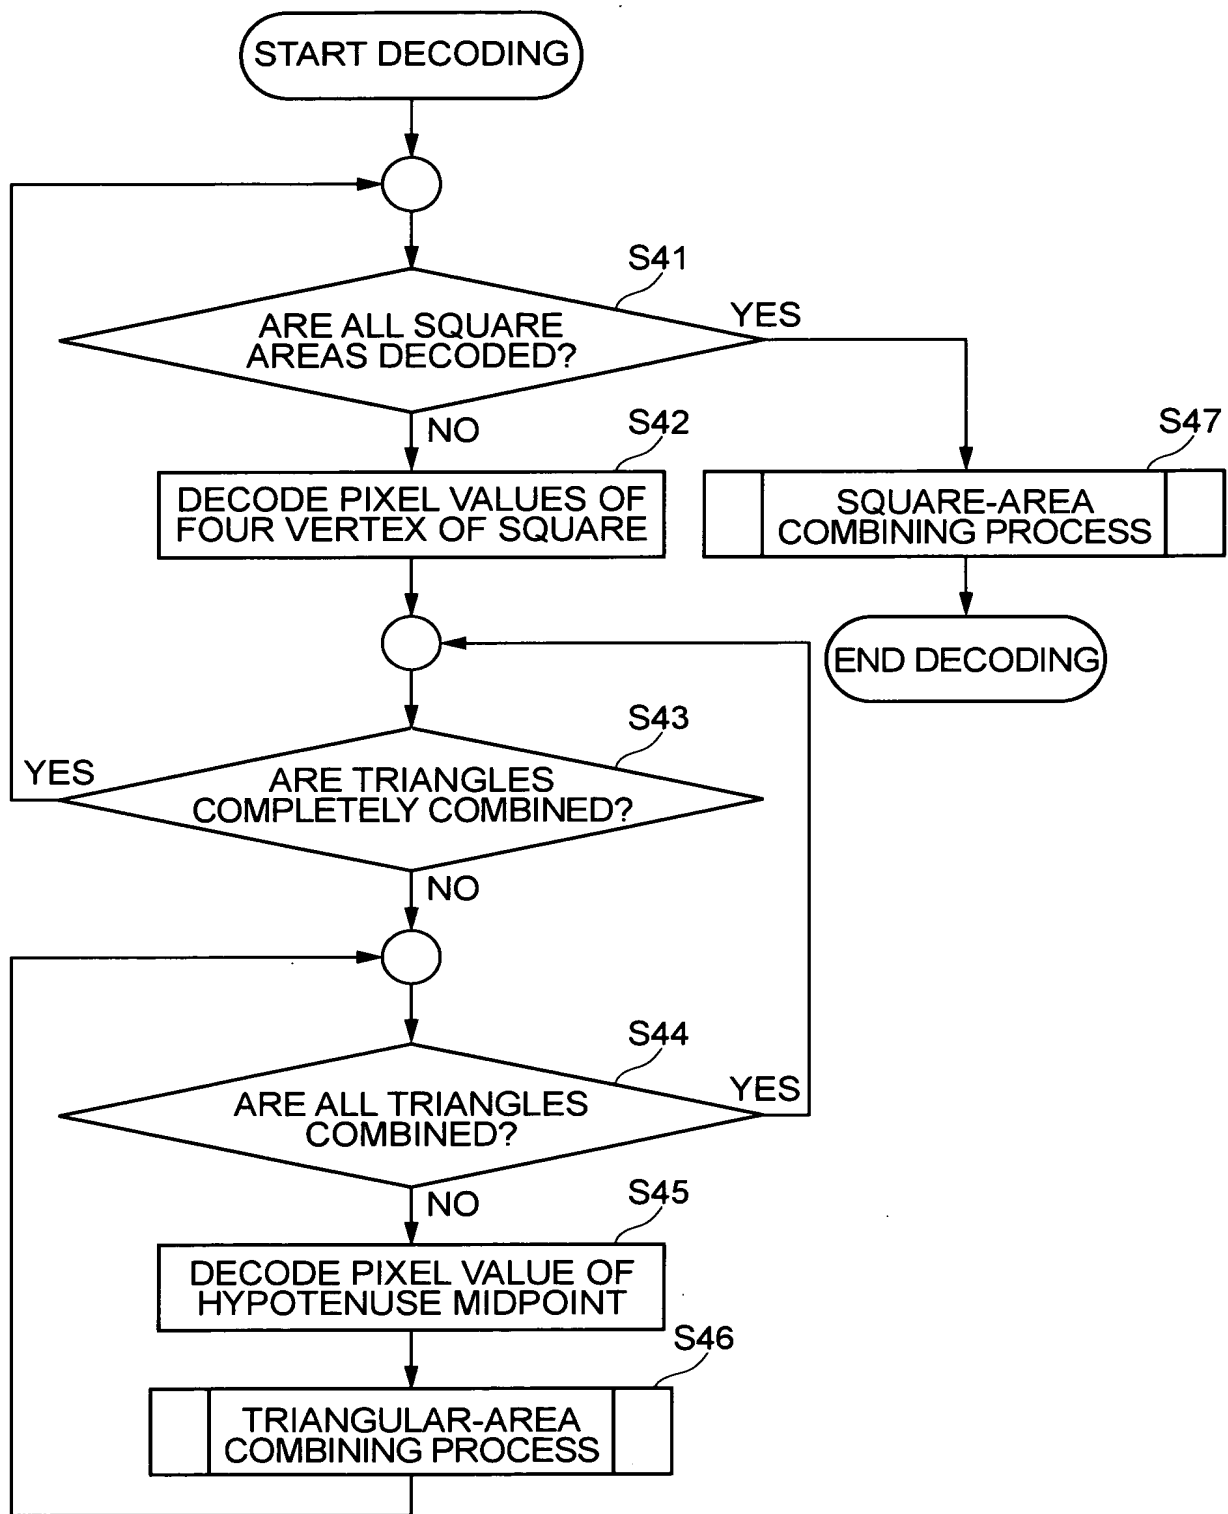 START DECODING
S41
ARE ALL SQUARE
AREAS DECODED?
YES
NO
S42
DECODE PIXEL VALUES OF
FOUR VERTEX OF SQUARE
S47
SQUARE-AREA
COMBINING PROCESS
END DECODING
S43
YES
ARE TRIANGLES
COMPLETELY COMBINED?
NO
S44
ARE ALL TRIANGLES
COMBINED?
YES
NO
S45
DECODE PIXEL VALUE OF
HYPOTENUSE MIDPOINT
S46
TRIANGULAR-AREA
COMBINING PROCESS